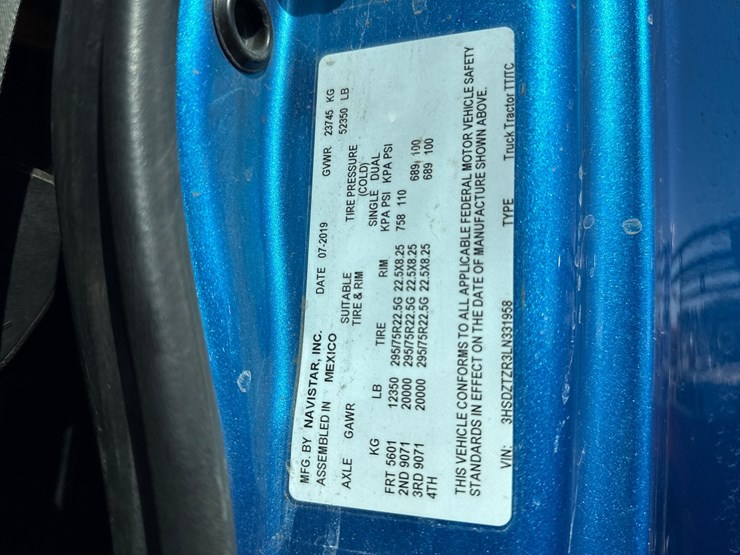 MFG. BY NAVISTAR, INC. DATE 07-2019 GVWR 23745 KG
ASSEMBLED IN MEXICO 52350 LB
SUITABLE TIRE PRESSURE
AXLE GAWR TIRE & RIM (COLD)
SINGLE DUAL
KG LB TIRE RIM KPA PSI KPA PSI
FRT 5601 12350 295/75R22.5G 22.5X8.25 758 110
2ND 9071 20000 295/75R22.5G 22.5X8.25 689 100
3RD 9071 20000 295/75R22.5G 22.5X8.25 689 100
4TH
THIS VEHICLE CONFORMS TO ALL APPLICABLE FEDERAL MOTOR VEHICLE SAFETY
STANDARDS IN EFFECT ON THE DATE OF MANUFACTURE SHOWN ABOVE.
VIN: 3HSDZTZR3LN331958 TYPE Truck Tractor TT/TC